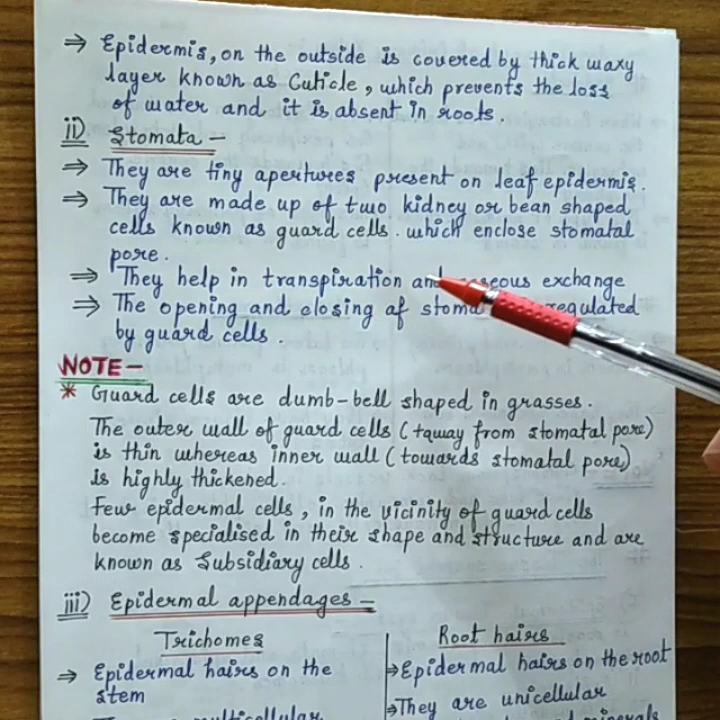 ⇒ Epidermis, on the outside is covered by thick waxy
layer known as Cuticle, which prevents the loss
of water and it is absent in roots.
ii) Stomata -
⇒ They are tiny apertures present on leaf epidermis.
⇒ They are made up of two kidney or bean shaped
cells known as guard cells. which enclose stomatal
pore.
⇒ They help in transpiration and exchange
⇒ The opening and closing of regulated
by guard cells.
NOTE-
* Guard cells are dumb-bell shaped in grasses.
The outer wall of guard cells (away from stomatal pore)
is thin whereas inner wall (towards stomatal pore)
is highly thickened.
Few epidermal cells, in the vicinity of guard cells
become specialised in their shape and structure and are
known as Subsidiary cells.
iii) Epidermal appendages -
Trichomes
⇒ Epidermal hairs on the
stem
Root hairs
⇒ Epidermal hairs on the root
⇒ They are unicellular